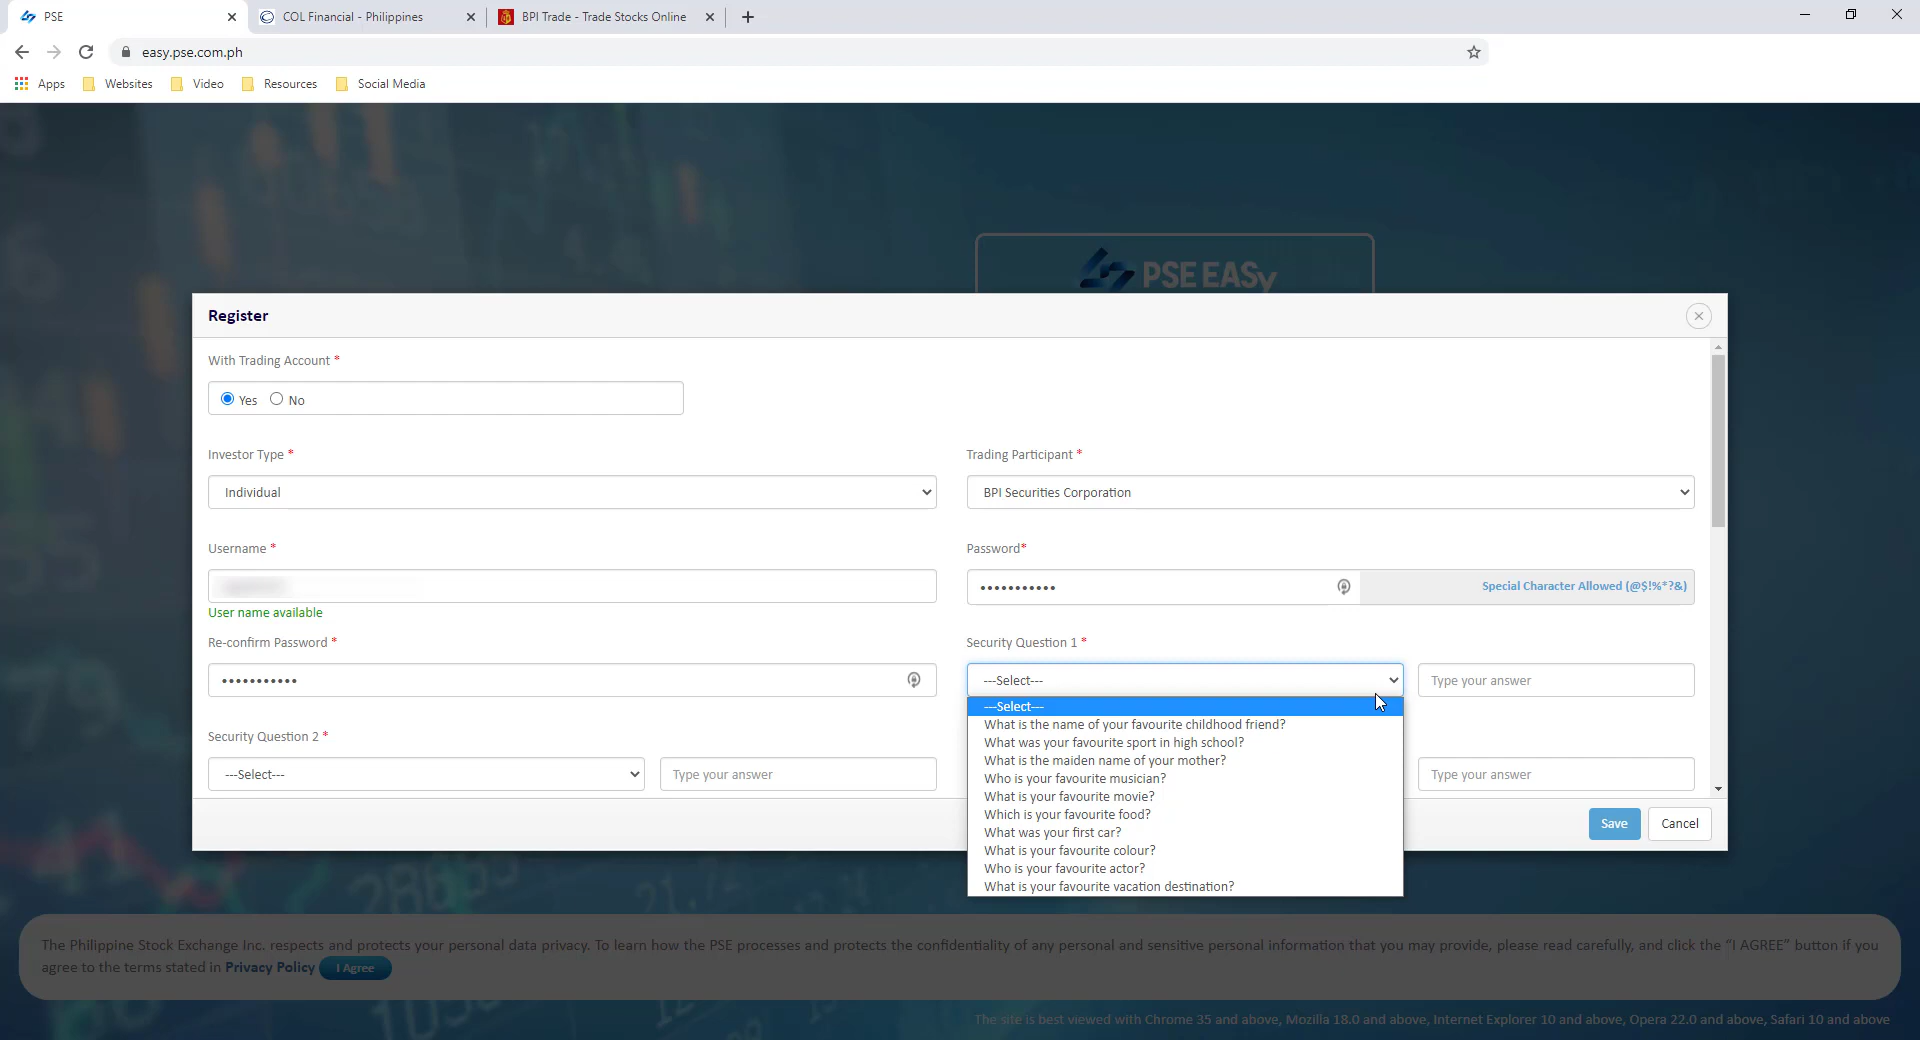 PSE
COL Financial - Philippines
BPI Trade - Trade Stocks Online
easy.pse.com.ph
Apps
Websites
Video
Resources
Social Media
PSE EASy
Register
With Trading Account *
Yes
No
Investor Type *
Trading Participant *
Individual
BPI Securities Corporation
Username *
Password*
•••••••••••
Special Character Allowed (@$!%*?&)
User name available
Re-confirm Password *
Security Question 1 *
•••••••••••
---Select---
Type your answer
---Select---
What is the name of your favourite childhood friend?
What was your favourite sport in high school?
What is the maiden name of your mother?
Who is your favourite musician?
What is your favourite movie?
Which is your favourite food?
What was your first car?
What is your favourite colour?
Who is your favourite actor?
What is your favourite vacation destination?
Security Question 2 *
---Select---
Type your answer
Type your answer
Save
Cancel
The Philippine Stock Exchange Inc. respects and protects your personal data privacy. To learn how the PSE processes and protects the confidentiality of any personal and sensitive personal information that you may provide, please read carefully, and click the “I AGREE” button if you
agree to the terms stated in Privacy Policy I Agree
The site is best viewed with Chrome 35 and above, Mozilla 18.0 and above, Internet Explorer 10 and above, Opera 22.0 and above, Safari 10 and above